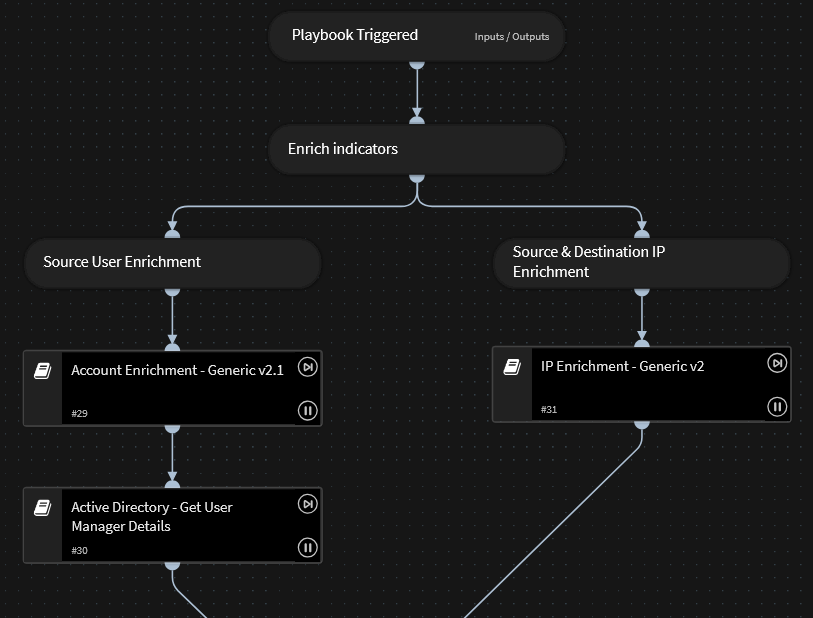 Playbook Triggered
Inputs / Outputs
Enrich indicators
Source User Enrichment
Source & Destination IP
Enrichment
Account Enrichment - Generic v2.1
#29
IP Enrichment - Generic v2
#31
Active Directory - Get User
Manager Details
#30